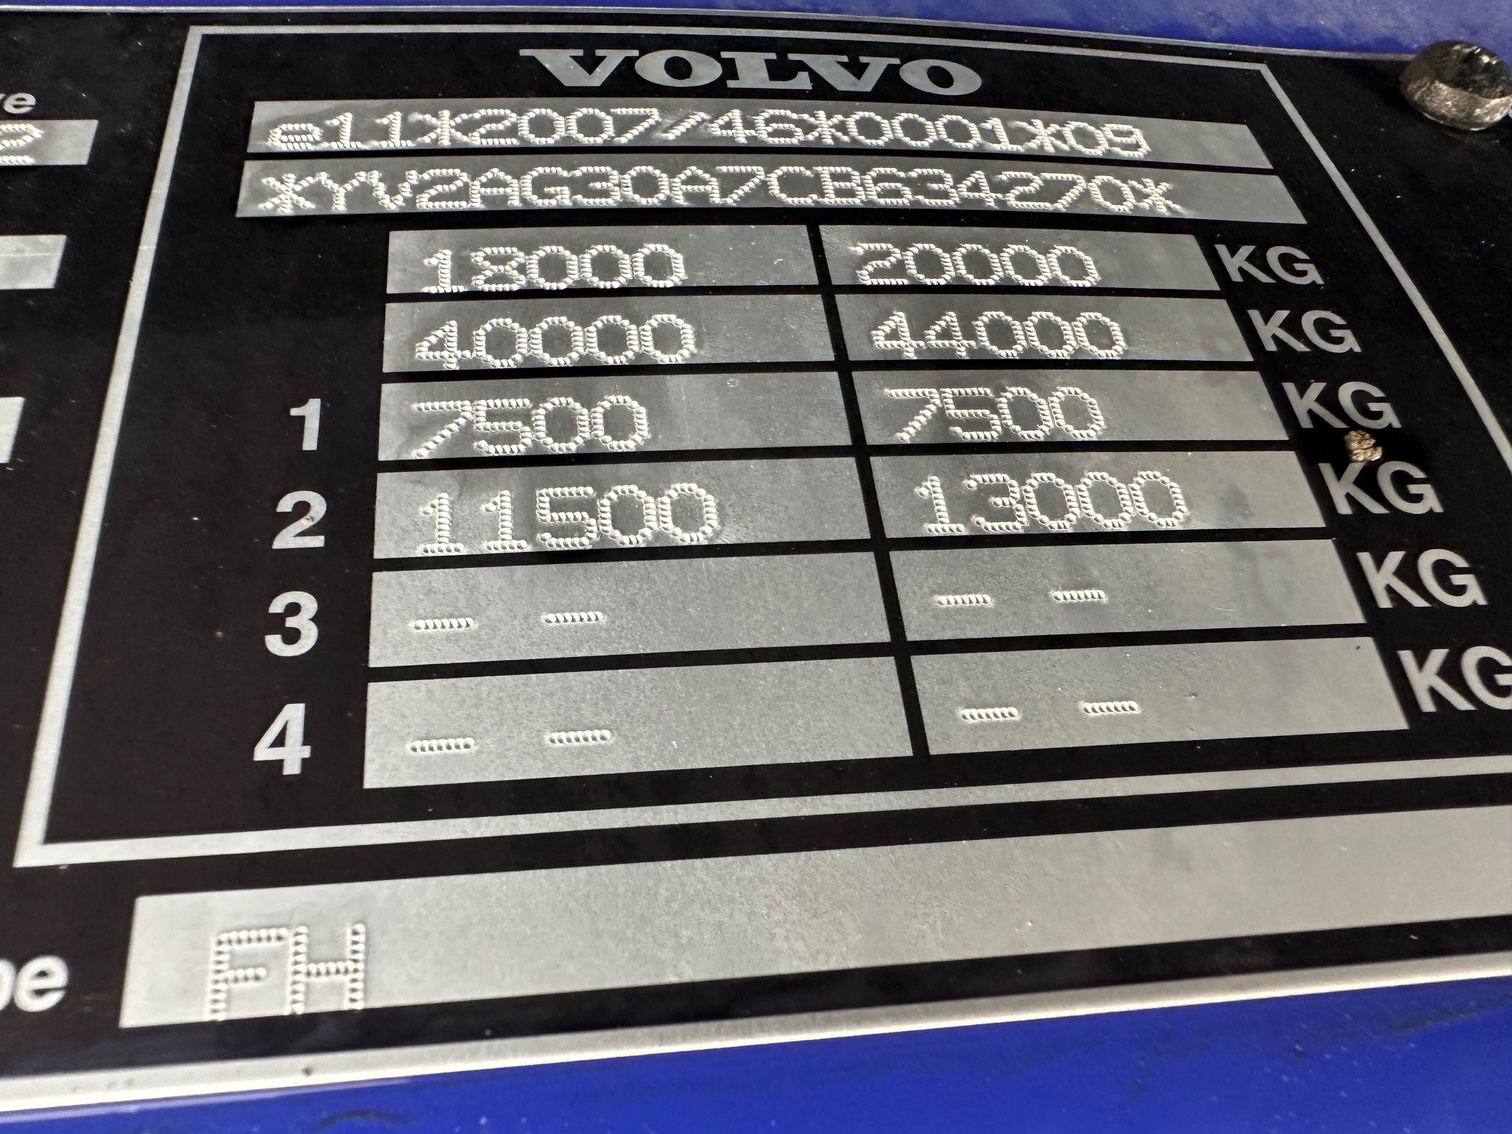 VOLVO
e11*2007/46*0001*09
*YV2AG30A7CB634270*
18000 20000 KG
40000 44000 KG
1 7500 7500 KG
2 11500 13000 KG
3 - - - - KG
4 - - - - KG
FH